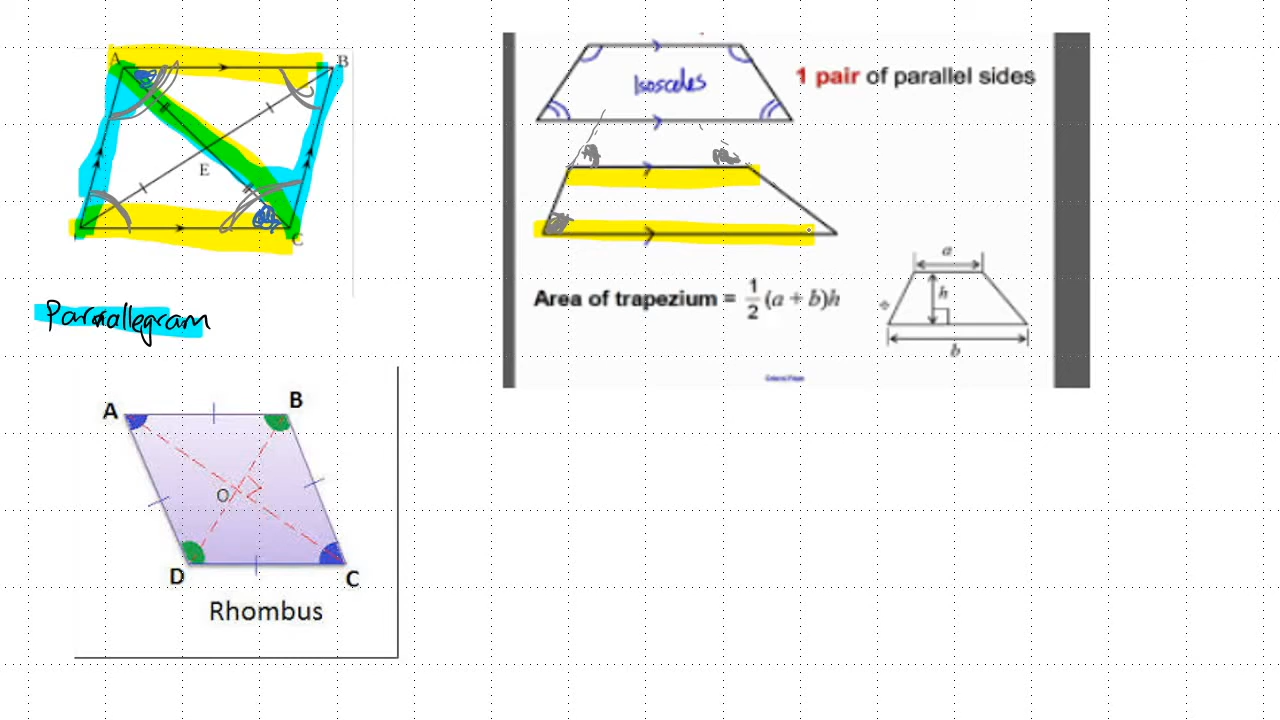 A
B
E
C
Parallegram
A
B
O
D
C
Rhombus
Isosceles
1 pair of parallel sides
Area of trapezium = 1/2 (a + b)h
a
h
b